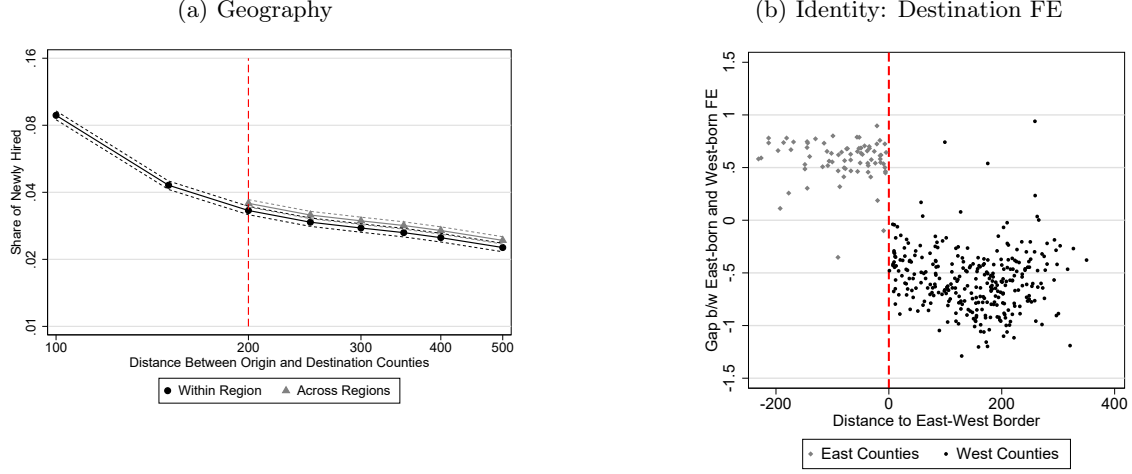 (a) Geography
.16
.08
.04
.02
.01
Share of Newly Hired
100
200
300
400
500
Distance Between Origin and Destination Counties
Within Region
Across Regions
(b) Identity: Destination FE
1.5
1
.5
0
-.5
-1
-1.5
Gap b/w East-born and West-born FE
-200
0
200
400
Distance to East-West Border
East Counties
West Counties